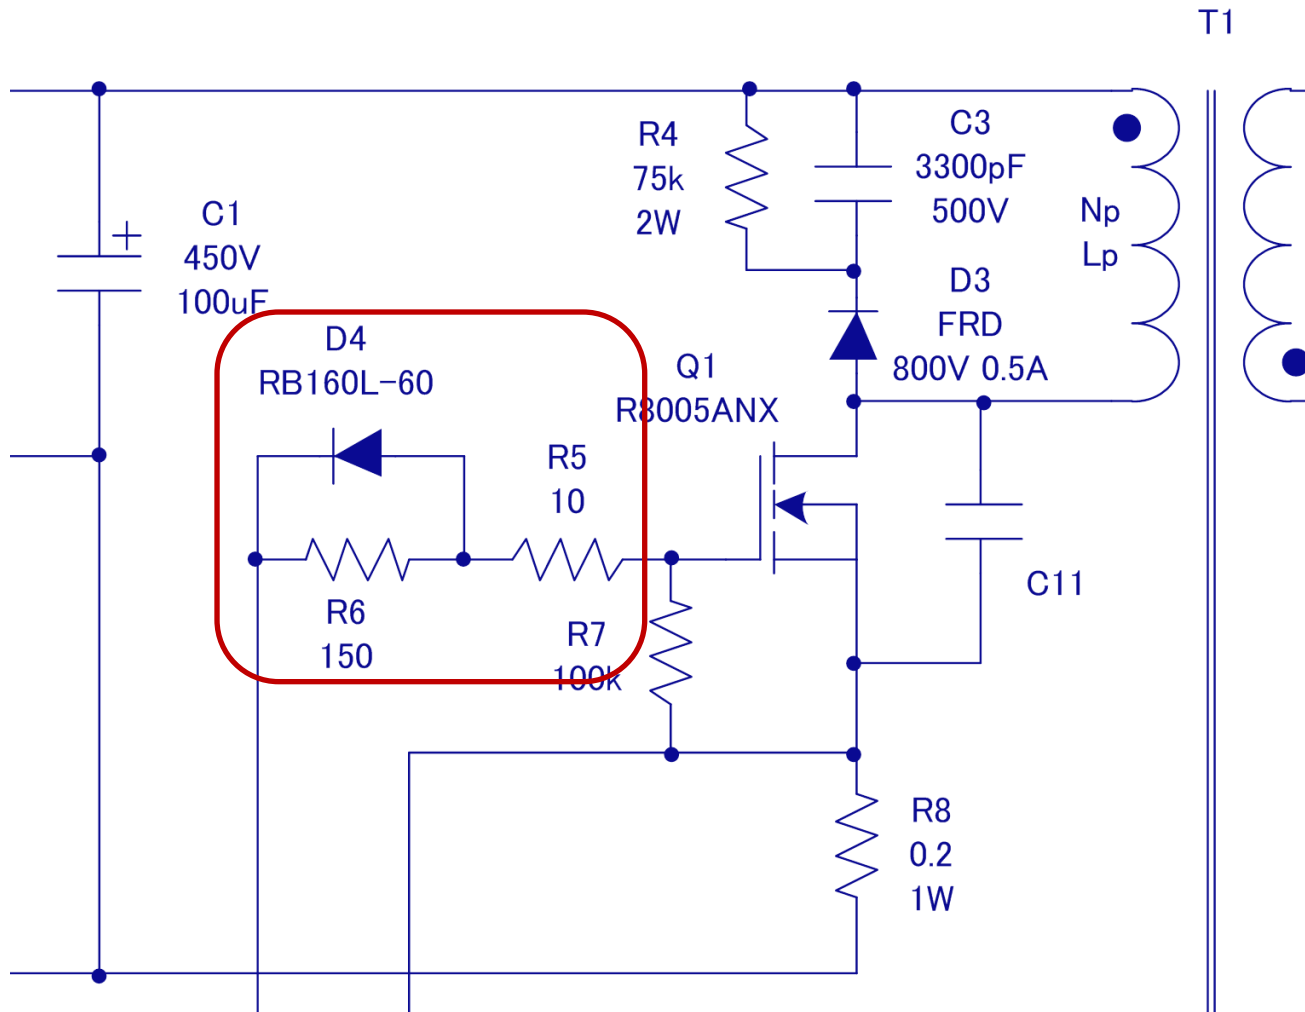 T1
R4
75k
2W
C3
3300pF
500V
Np
Lp
C1
+
450V
100uF
D3
FRD
800V 0.5A
D4
RB160L-60
Q1
R8005ANX
R5
10
R6
150
R7
100k
C11
R8
0.2
1W